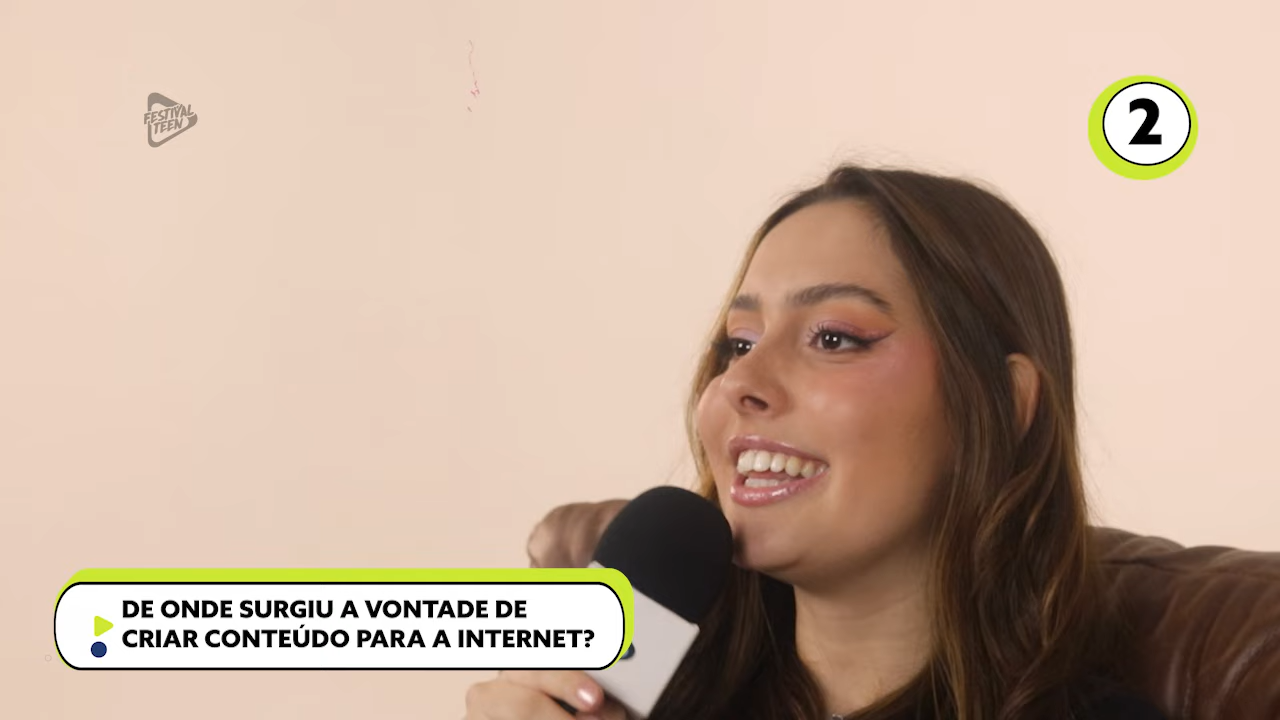 FESTIVAL
TEEN
2
DE ONDE SURGIU A VONTADE DE
CRIAR CONTEÚDO PARA A INTERNET?